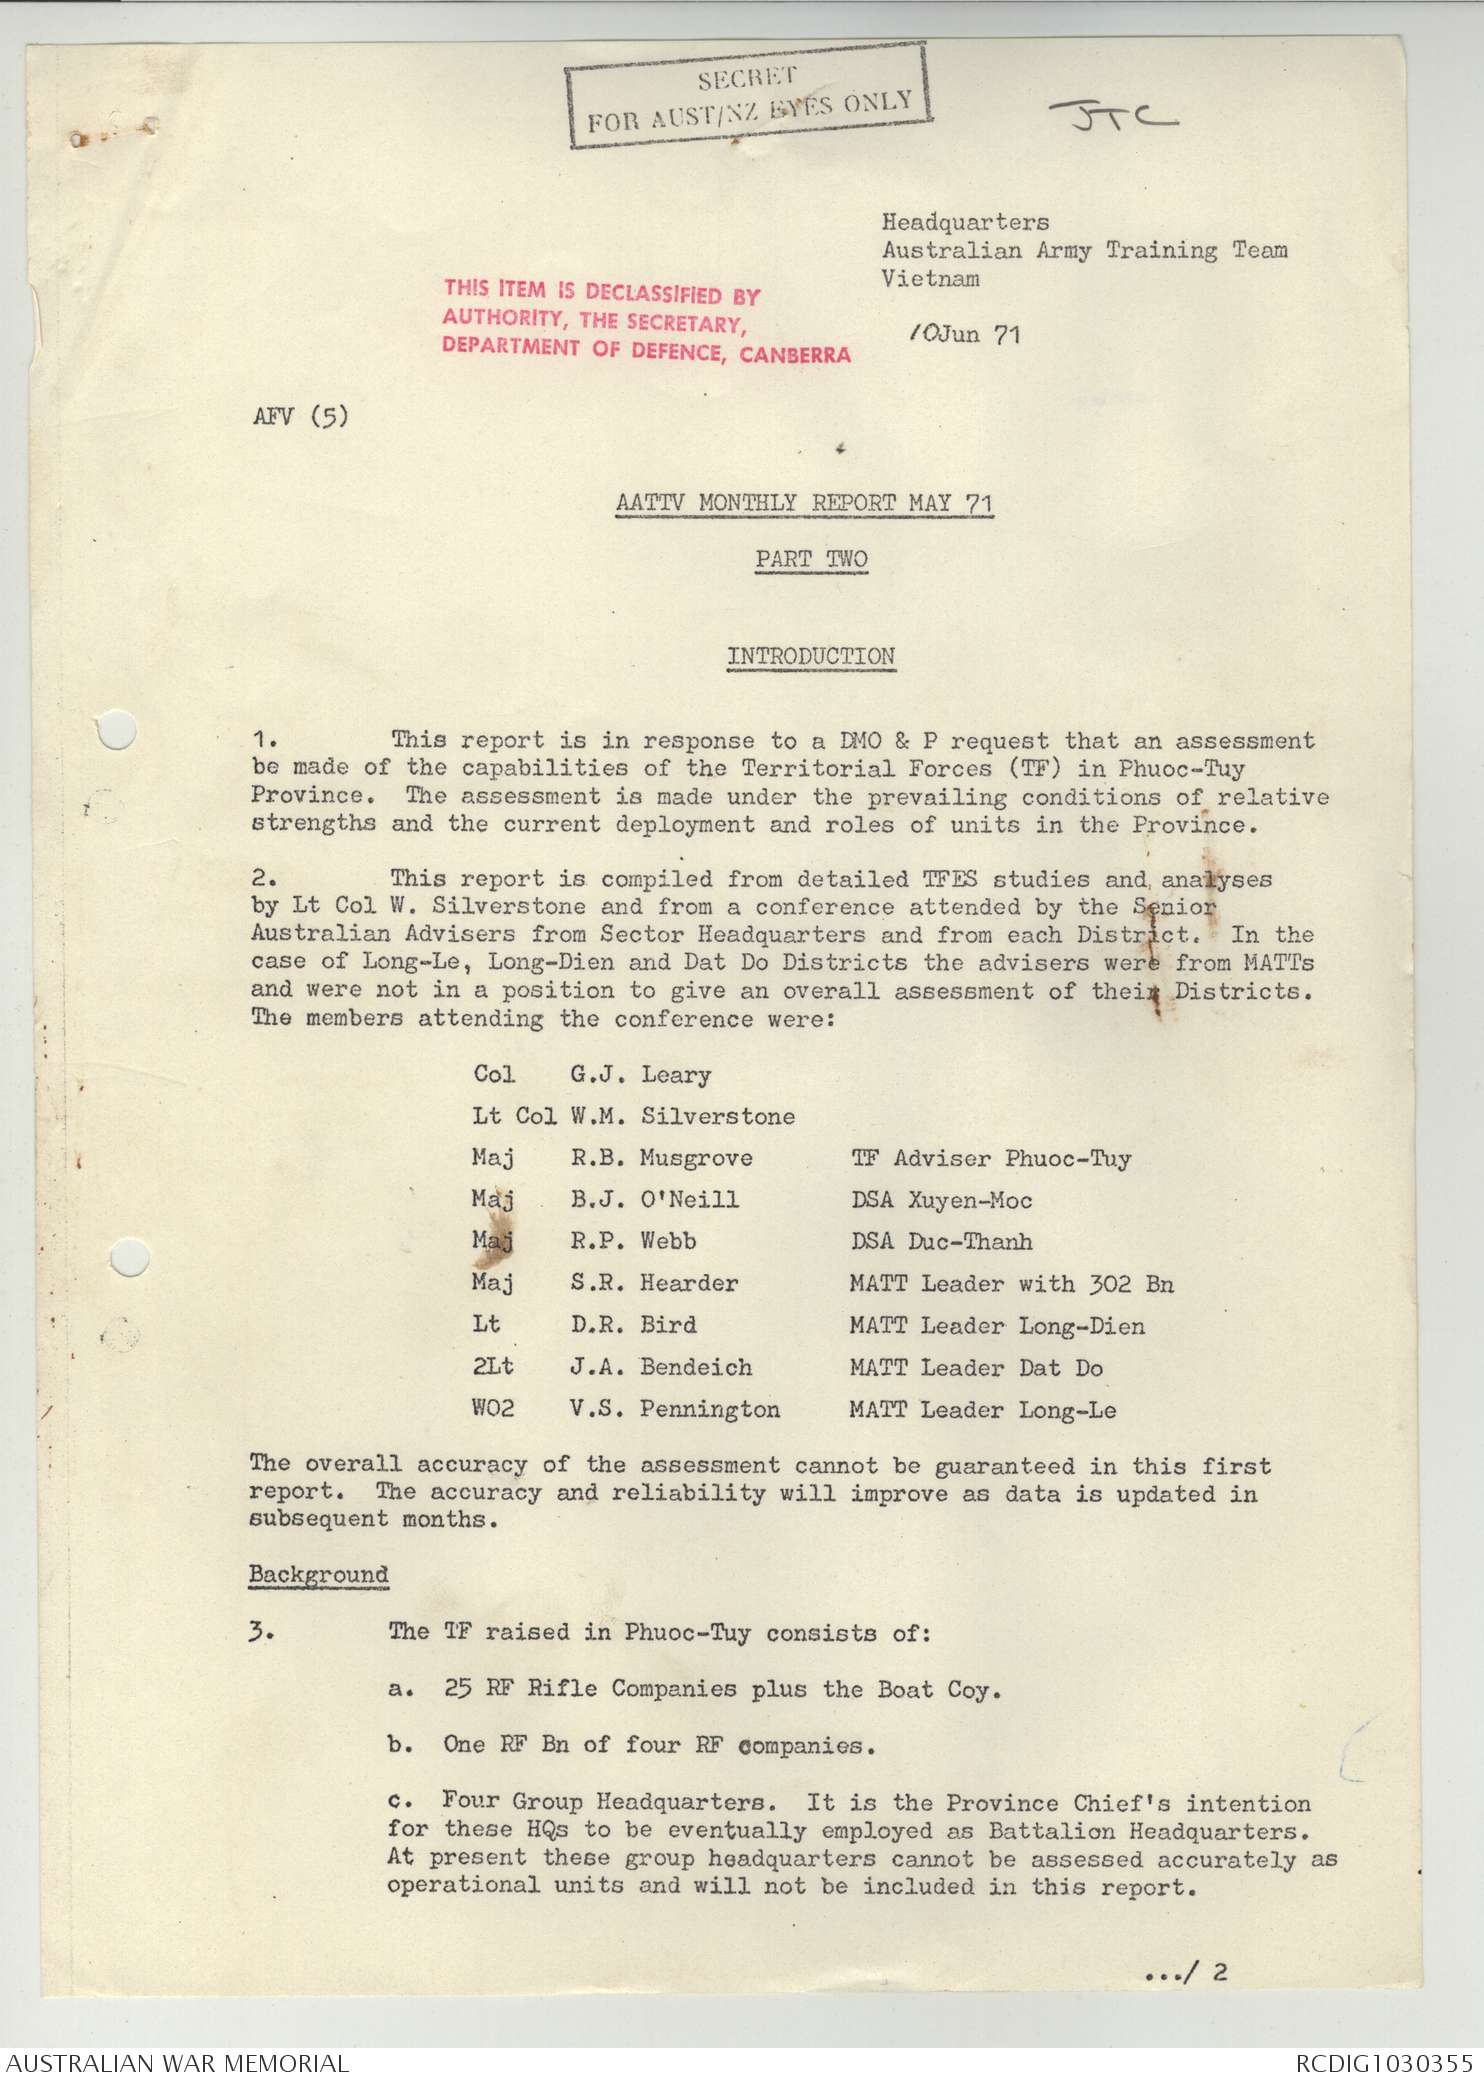 SECRET
FOR AUST/NZ EYES ONLY
JTC
Headquarters
Australian Army Training Team
Vietnam
THIS ITEM IS DECLASSIFIED BY
AUTHORITY, THE SECRETARY,
DEPARTMENT OF DEFENCE, CANBERRA
10Jun 71
AFV (5)
AATTV MONTHLY REPORT MAY 71
PART TWO
INTRODUCTION
1. This report is in response to a DMO & P request that an assessment
be made of the capabilities of the Territorial Forces (TF) in Phuoc-Tuy
Province. The assessment is made under the prevailing conditions of relative
strengths and the current deployment and roles of units in the Province.
2. This report is compiled from detailed TFES studies and analyses
by Lt Col W. Silverstone and from a conference attended by the Senior
Australian Advisers from Sector Headquarters and from each District. In the
case of Long-Le, Long-Dien and Dat Do Districts the advisers were from MATTs
and were not in a position to give an overall assessment of their Districts.
The members attending the conference were:
Col G.J. Leary
Lt Col W.M. Silverstone
Maj R.B. Musgrove TF Adviser Phuoc-Tuy
Maj B.J. O'Neill DSA Xuyen-Moc
Maj R.P. Webb DSA Duc-Thanh
Maj S.R. Hearder MATT Leader with 302 Bn
Lt D.R. Bird MATT Leader Long-Dien
2Lt J.A. Bendeich MATT Leader Dat Do
WO2 V.S. Pennington MATT Leader Long-Le
The overall accuracy of the assessment cannot be guaranteed in this first
report. The accuracy and reliability will improve as data is updated in
subsequent months.
Background
3. The TF raised in Phuoc-Tuy consists of:
a. 25 RF Rifle Companies plus the Boat Coy.
b. One RF Bn of four RF companies.
c. Four Group Headquarters. It is the Province Chief's intention
for these HQs to be eventually employed as Battalion Headquarters.
At present these group headquarters cannot be assessed accurately as
operational units and will not be included in this report.
.../ 2
AUSTRALIAN WAR MEMORIAL
RCDIG1030355